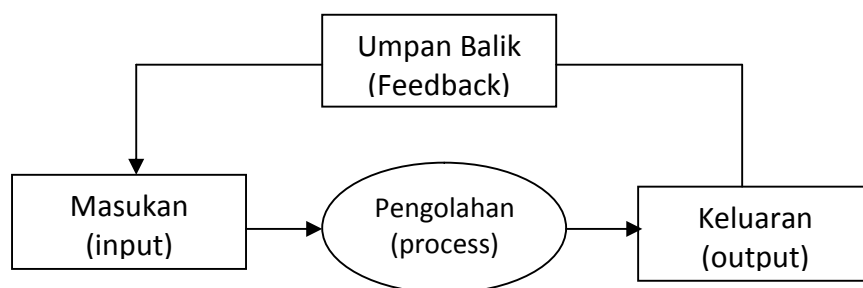 Umpan Balik
(Feedback)
Masukan
(input)
Pengolahan
(process)
Keluaran
(output)